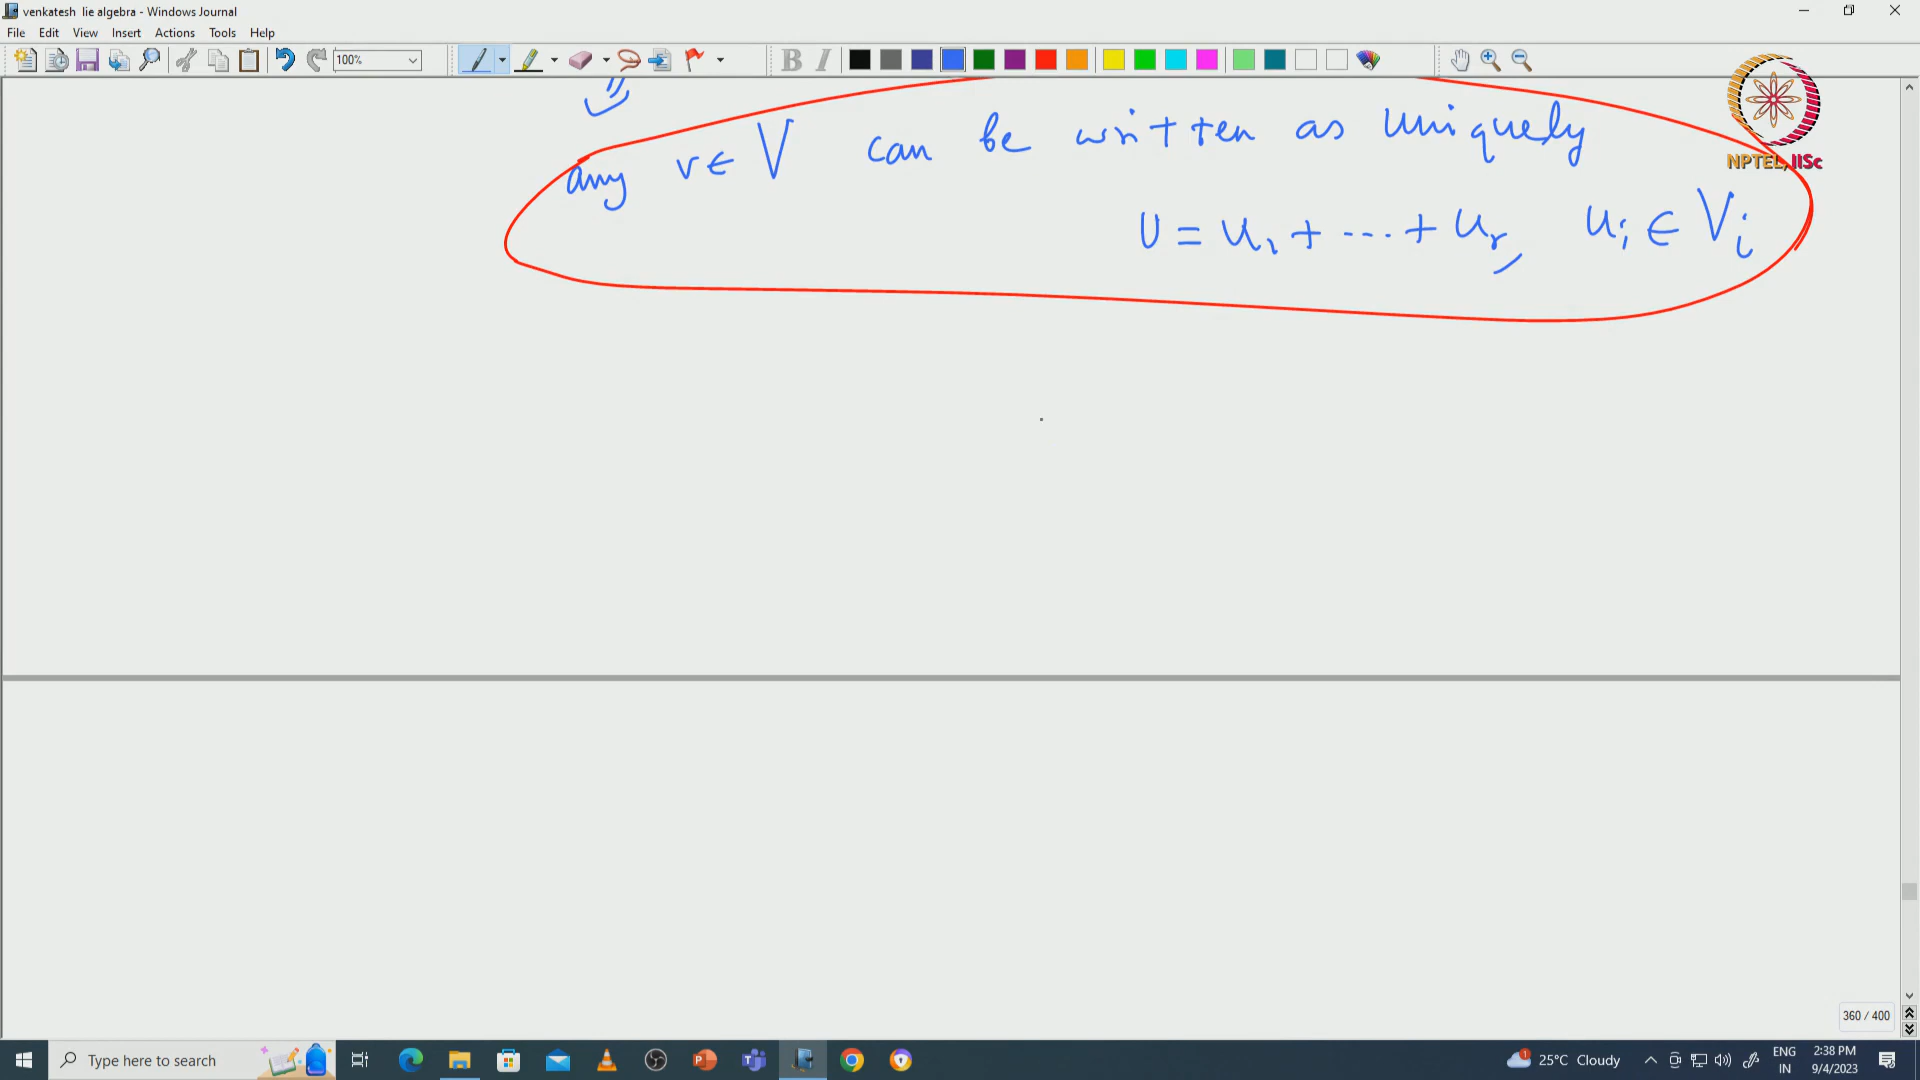 venkatesh lie algebra - Windows Journal
File Edit View Insert Actions Tools Help
100%
B I
NPTEL, IISc
any v ∈ V can be written as uniquely
U = u₁ + ... + uᵣ, uᵢ ∈ Vᵢ
360 / 400
Type here to search
1
25°C Cloudy
ENG
IN
2:38 PM
9/4/2023